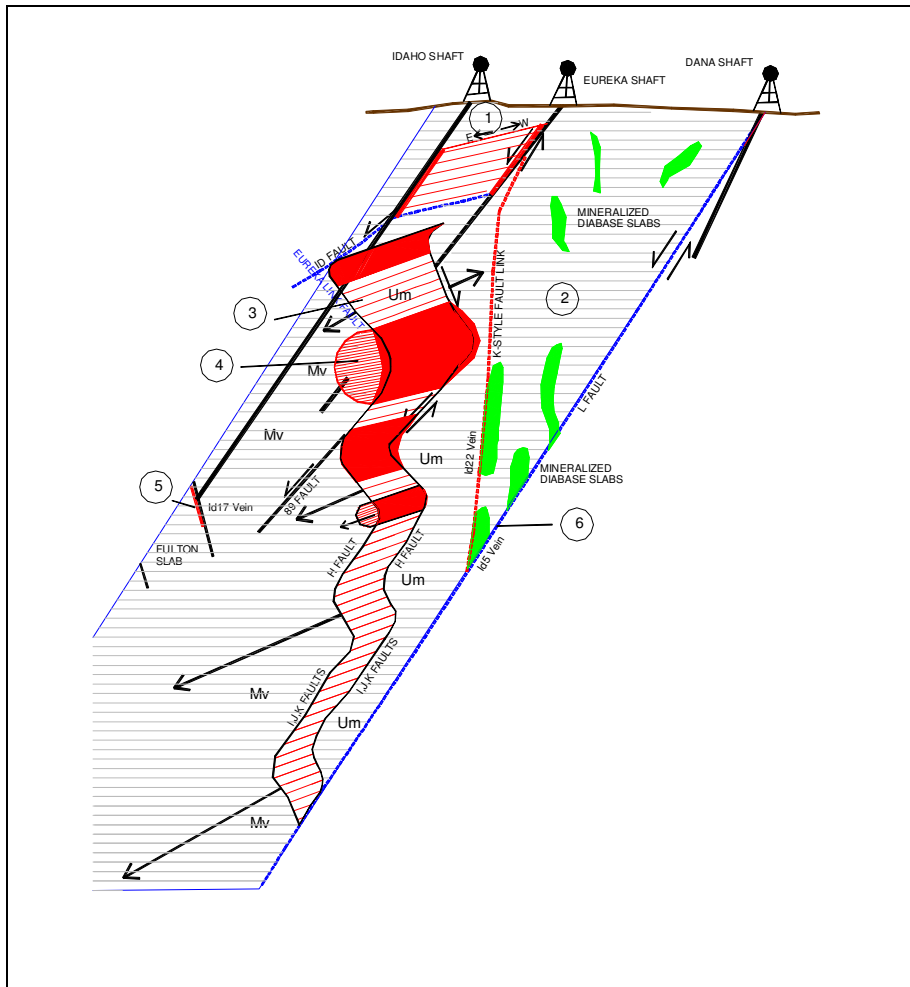 IDAHO SHAFT
EUREKA SHAFT
DANA SHAFT
1
E
W
MINERALIZED
DIABASE SLABS
ID FAULT
EUREKA LINK FAULT
Um
3
2
K-STYLE FAULT LINK
4
Mv
L FAULT
Mv
Um
Id22 Vein
MINERALIZED
DIABASE SLABS
5
Id17 Vein
89 FAULT
6
FULTON
SLAB
H FAULT
H FAULT
Id5 Vein
Um
I,J,K FAULTS
I,J,K FAULTS
Mv
Um
Mv